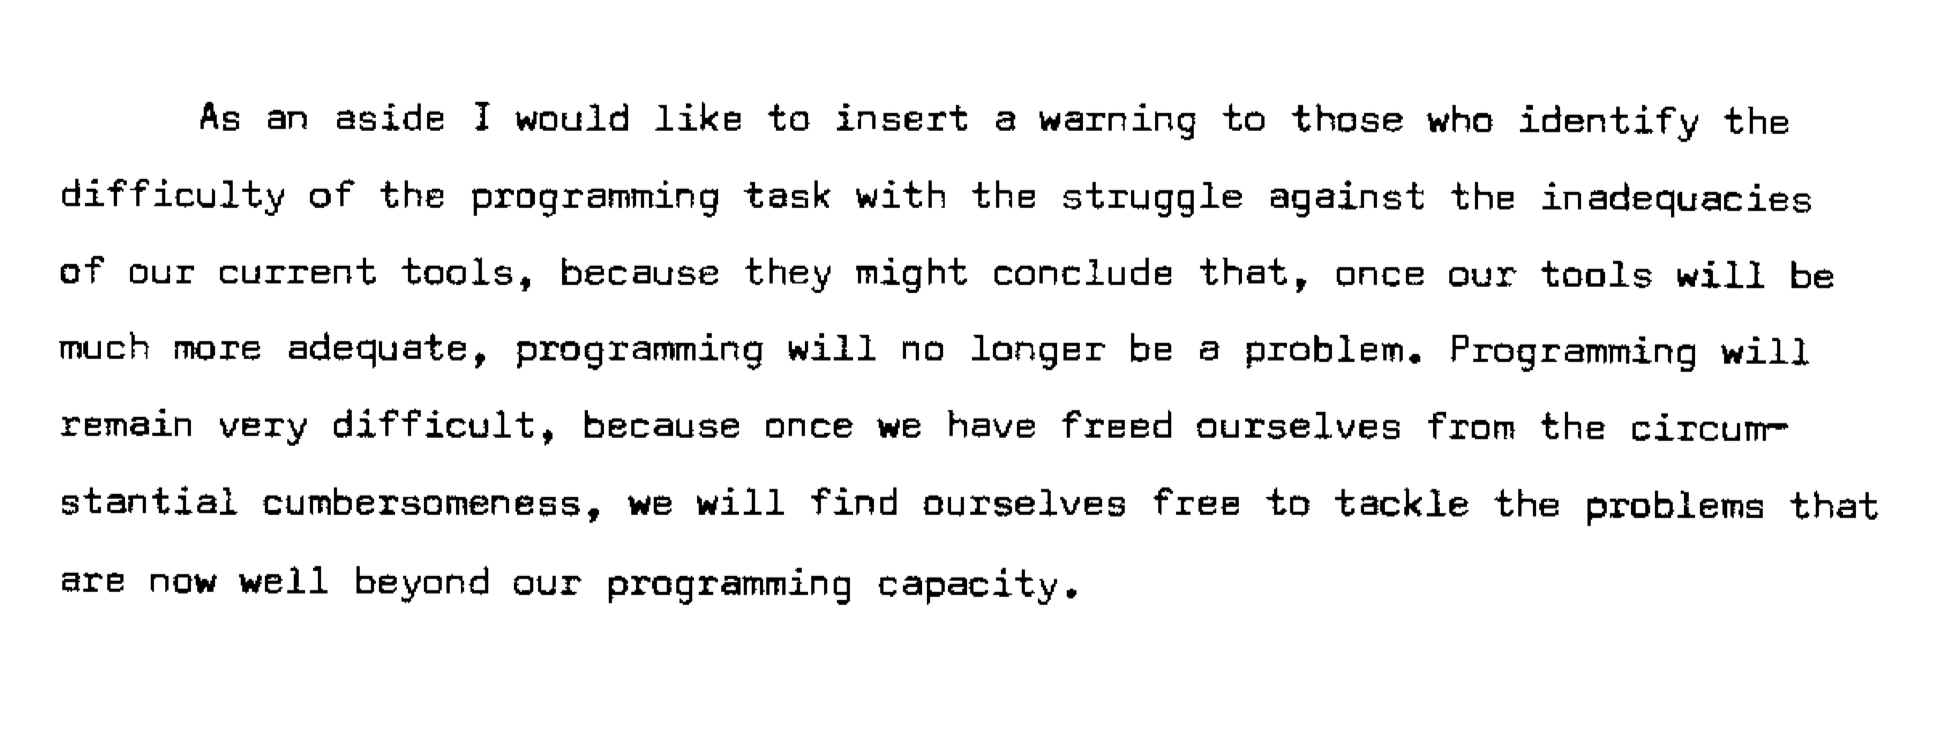 As an aside I would like to insert a warning to those who identify the
difficulty of the programming task with the struggle against the inadequacies
of our current tools, because they might conclude that, once our tools will be
much more adequate, programming will no longer be a problem. Programming will
remain very difficult, because once we have freed ourselves from the circum-
stantial cumbersomeness, we will find ourselves free to tackle the problems that
are now well beyond our programming capacity.